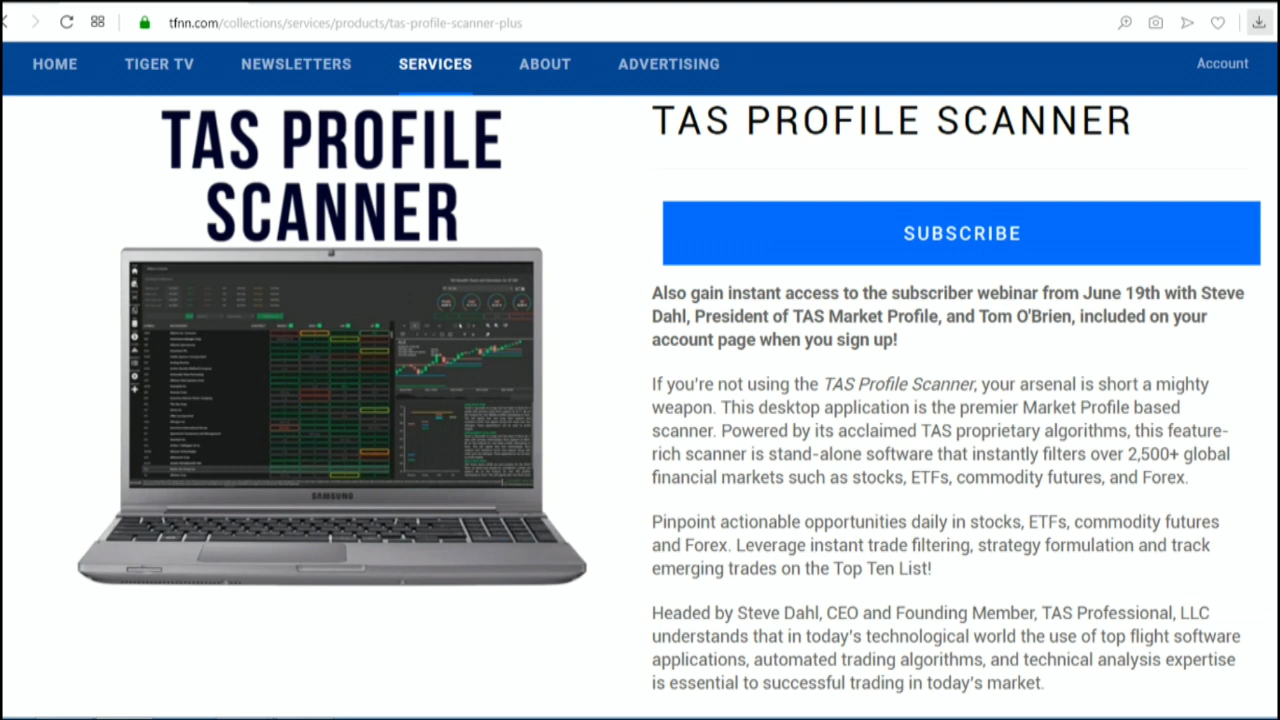 tfnn.com/collections/services/products/tas-profile-scanner-plus
HOME TIGER TV NEWSLETTERS SERVICES ABOUT ADVERTISING Account
TAS PROFILE
SCANNER
SAMSUNG
TAS PROFILE SCANNER
SUBSCRIBE
Also gain instant access to the subscriber webinar from June 19th with Steve
Dahl, President of TAS Market Profile, and Tom O'Brien, included on your
account page when you sign up!
If you're not using the TAS Profile Scanner, your arsenal is short a mighty
weapon. This desktop application is the premier Market Profile based
scanner. Powered by its acclaimed TAS proprietary algorithms, this feature-
rich scanner is stand-alone software that instantly filters over 2,500+ global
financial markets such as stocks, ETFs, commodity futures, and Forex.
Pinpoint actionable opportunities daily in stocks, ETFs, commodity futures
and Forex. Leverage instant trade filtering, strategy formulation and track
emerging trades on the Top Ten List!
Headed by Steve Dahl, CEO and Founding Member, TAS Professional, LLC
understands that in today's technological world the use of top flight software
applications, automated trading algorithms, and technical analysis expertise
is essential to successful trading in today's market.